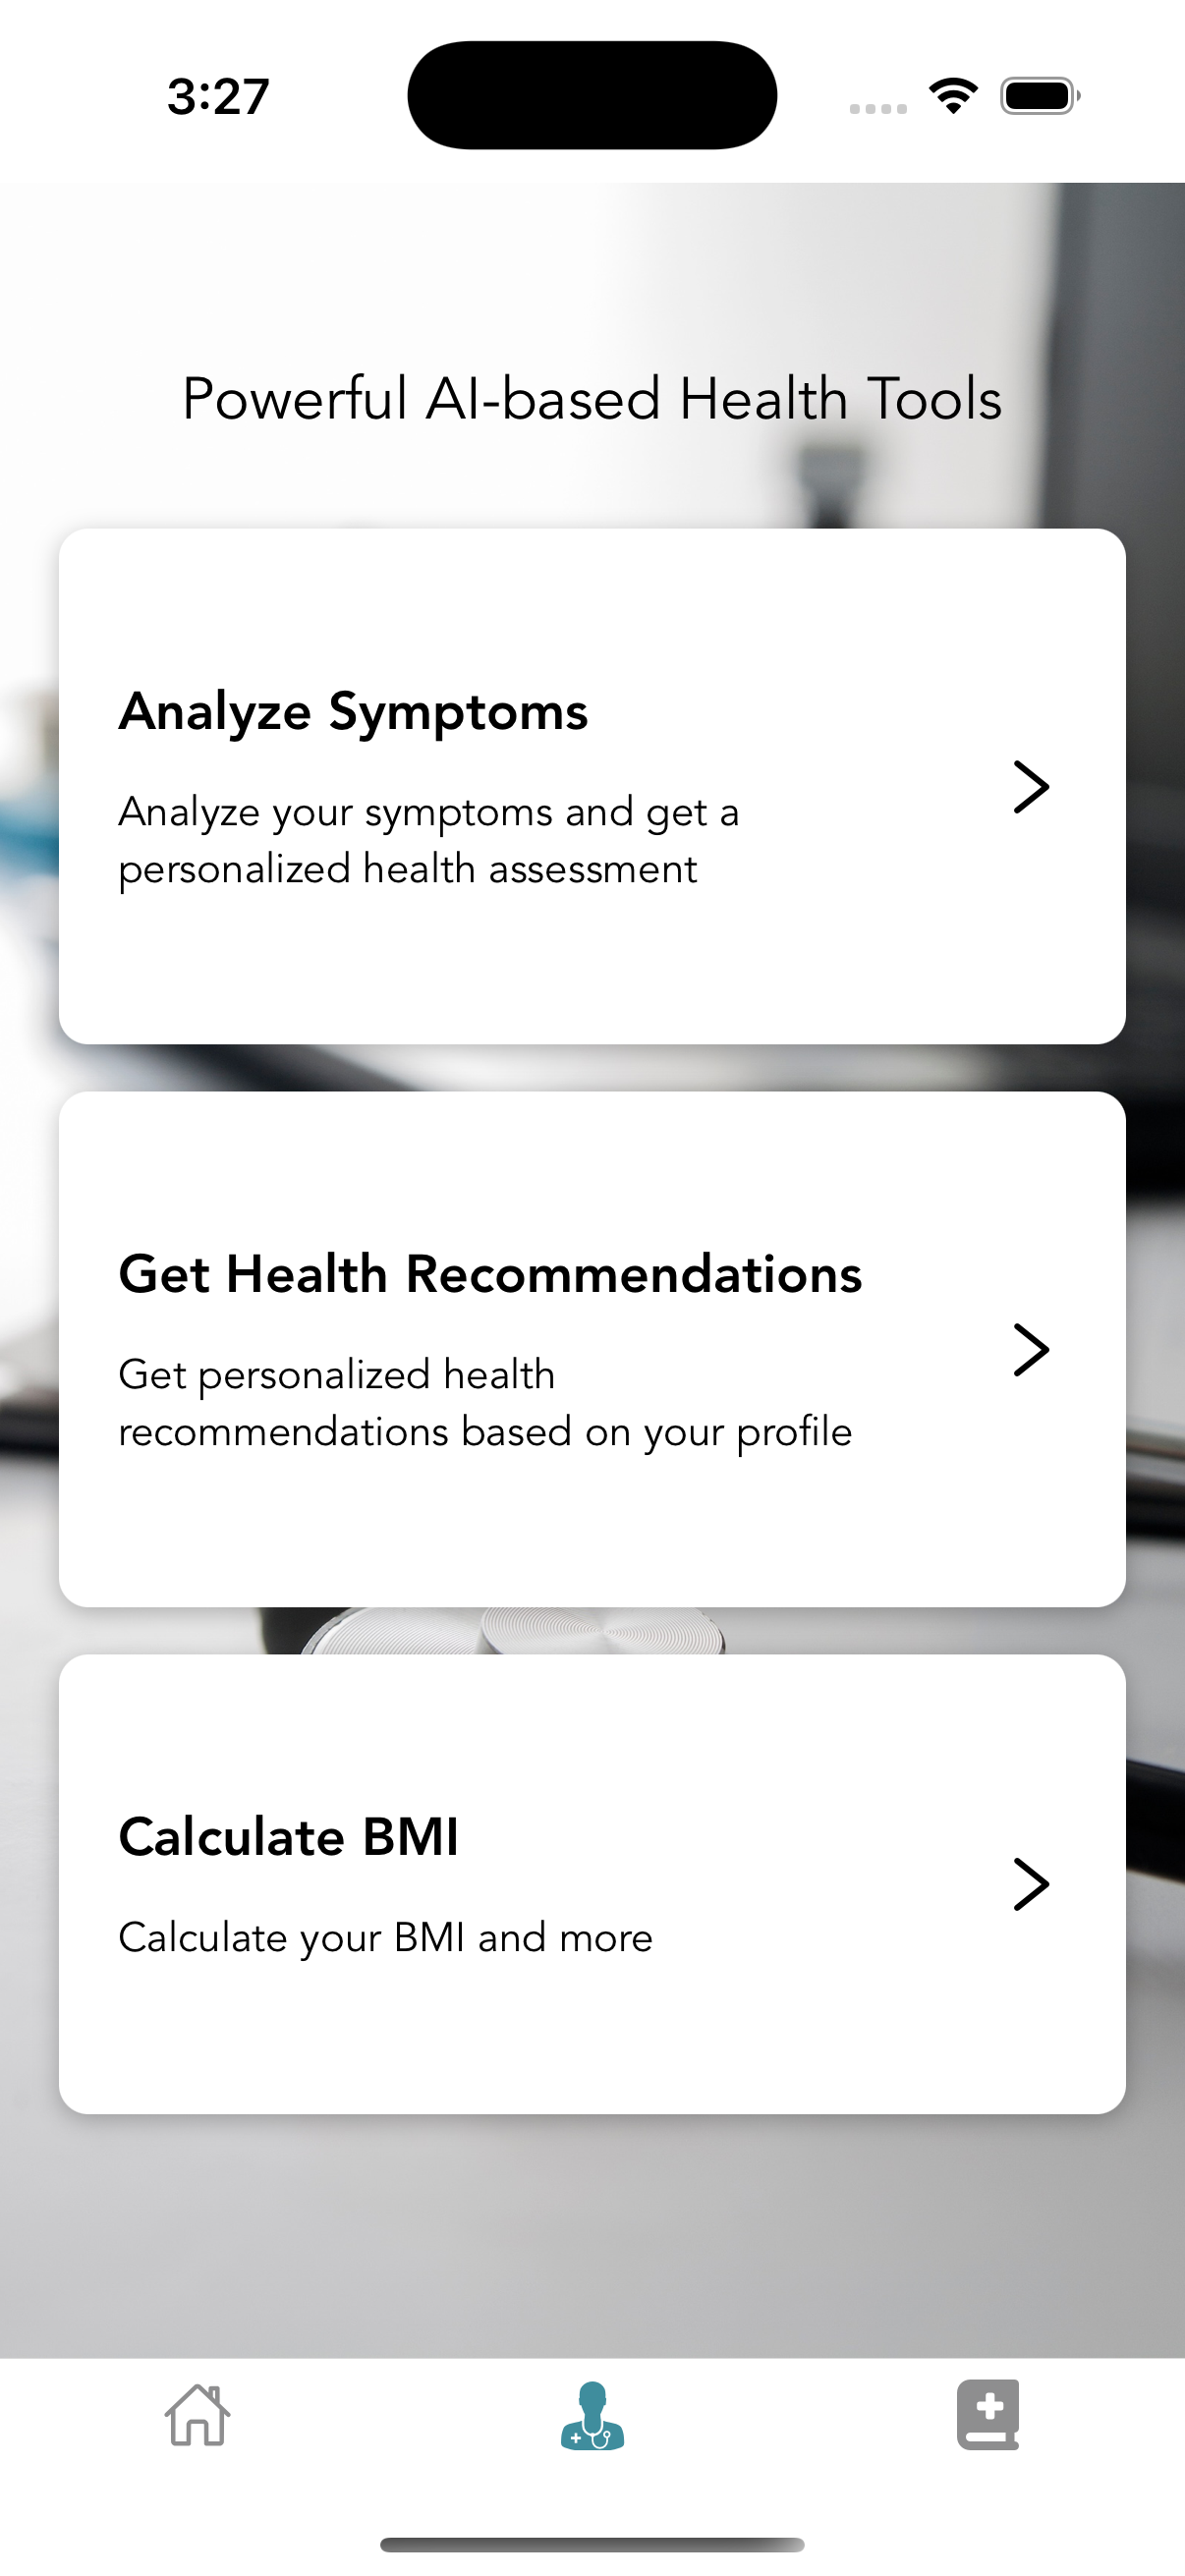 3:27
Powerful AI-based Health Tools
Analyze Symptoms
Analyze your symptoms and get a
personalized health assessment
Get Health Recommendations
Get personalized health
recommendations based on your profile
Calculate BMI
Calculate your BMI and more